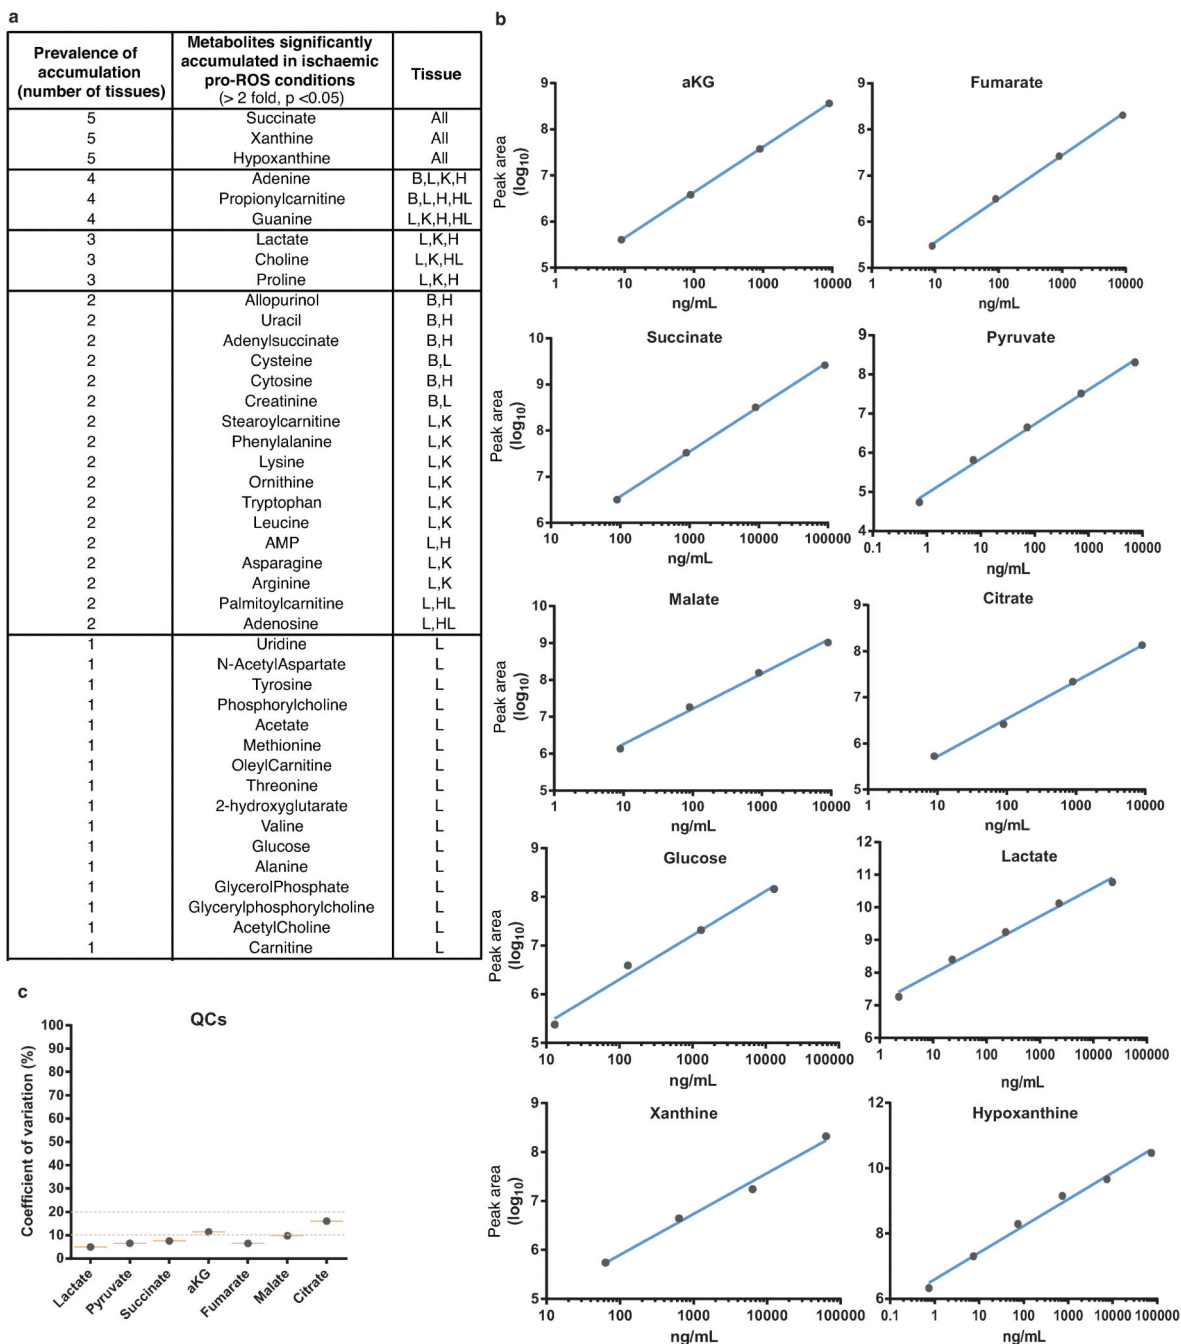 a
Prevalence of accumulation (number of tissues) Metabolites significantly accumulated in ischaemic pro-ROS conditions (> 2 fold, p <0.05) Tissue
5 Succinate All
5 Xanthine All
5 Hypoxanthine All
4 Adenine B,L,K,H
4 Propionylcarnitine B,L,H,HL
4 Guanine L,K,H,HL
3 Lactate L,K,H
3 Choline L,K,HL
3 Proline L,K,H
2 Allopurinol B,H
2 Uracil B,H
2 Adenylsuccinate B,H
2 Cysteine B,L
2 Cytosine B,H
2 Creatinine B,L
2 Stearoylcarnitine L,K
2 Phenylalanine L,K
2 Lysine L,K
2 Ornithine L,K
2 Tryptophan L,K
2 Leucine L,K
2 AMP L,H
2 Asparagine L,K
2 Arginine L,K
2 Palmitoylcarnitine L,HL
2 Adenosine L,HL
1 Uridine L
1 N-AcetylAspartate L
1 Tyrosine L
1 Phosphorylcholine L
1 Acetate L
1 Methionine L
1 OleylCarnitine L
1 Threonine L
1 2-hydroxyglutarate L
1 Valine L
1 Glucose L
1 Alanine L
1 GlycerolPhosphate L
1 Glycerylphosphorylcholine L
1 AcetylCholine L
1 Carnitine L
b
aKG
Peak area
(log10)
9
8
7
6
5
1 10 100 1000 10000
ng/mL
Fumarate
9
8
7
6
5
1 10 100 1000 10000
ng/mL
Succinate
Peak area
(log10)
10
9
8
7
6
10 100 1000 10000 100000
ng/mL
Pyruvate
9
8
7
6
5
4
0.1 1 10 100 1000 10000
ng/mL
Malate
Peak area
(log10)
10
9
8
7
6
5
1 10 100 1000 10000
ng/mL
Citrate
9
8
7
6
5
1 10 100 1000 10000
ng/mL
Glucose
Peak area
(log10)
9
8
7
6
5
10 100 1000 10000 100000
ng/mL
Lactate
12
11
10
9
8
7
6
1 10 100 1000 10000 100000
ng/mL
Xanthine
Peak area
(log10)
9
8
7
6
5
10 100 1000 10000 100000
ng/mL
Hypoxanthine
12
10
8
6
0.1 1 10 100 1000 10000 100000
ng/mL
c
QCs
Coefficient of variation (%)
100
90
80
70
60
50
40
30
20
10
0
Lactate
Pyruvate
Succinate
aKG
Fumarate
Malate
Citrate